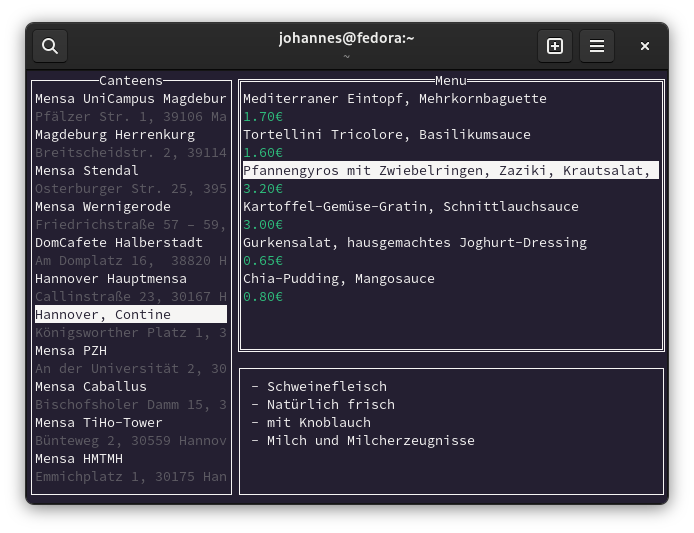 johannes@fedora:~
~
Canteens
Mensa UniCampus Magdebur
Pfälzer Str. 1, 39106 Ma
Magdeburg Herrenkurg
Breitscheidstr. 2, 39114
Mensa Stendal
Osterburger Str. 25, 395
Mensa Wernigerode
Friedrichstraße 57 – 59,
DomCafete Halberstadt
Am Domplatz 16,  38820 H
Hannover Hauptmensa
Callinstraße 23, 30167 H
Hannover, Contine
Königsworther Platz 1, 3
Mensa PZH
An der Universität 2, 30
Mensa Caballus
Bischofsholer Damm 15, 3
Mensa TiHo-Tower
Bünteweg 2, 30559 Hannov
Mensa HMTMH
Emmichplatz 1, 30175 Han
Menu
Mediterraner Eintopf, Mehrkornbaguette
1.70€
Tortellini Tricolore, Basilikumsauce
1.60€
Pfannengyros mit Zwiebelringen, Zaziki, Krautsalat,
3.20€
Kartoffel-Gemüse-Gratin, Schnittlauchsauce
3.00€
Gurkensalat, hausgemachtes Joghurt-Dressing
0.65€
Chia-Pudding, Mangosauce
0.80€
- Schweinefleisch
- Natürlich frisch
- mit Knoblauch
- Milch und Milcherzeugnisse